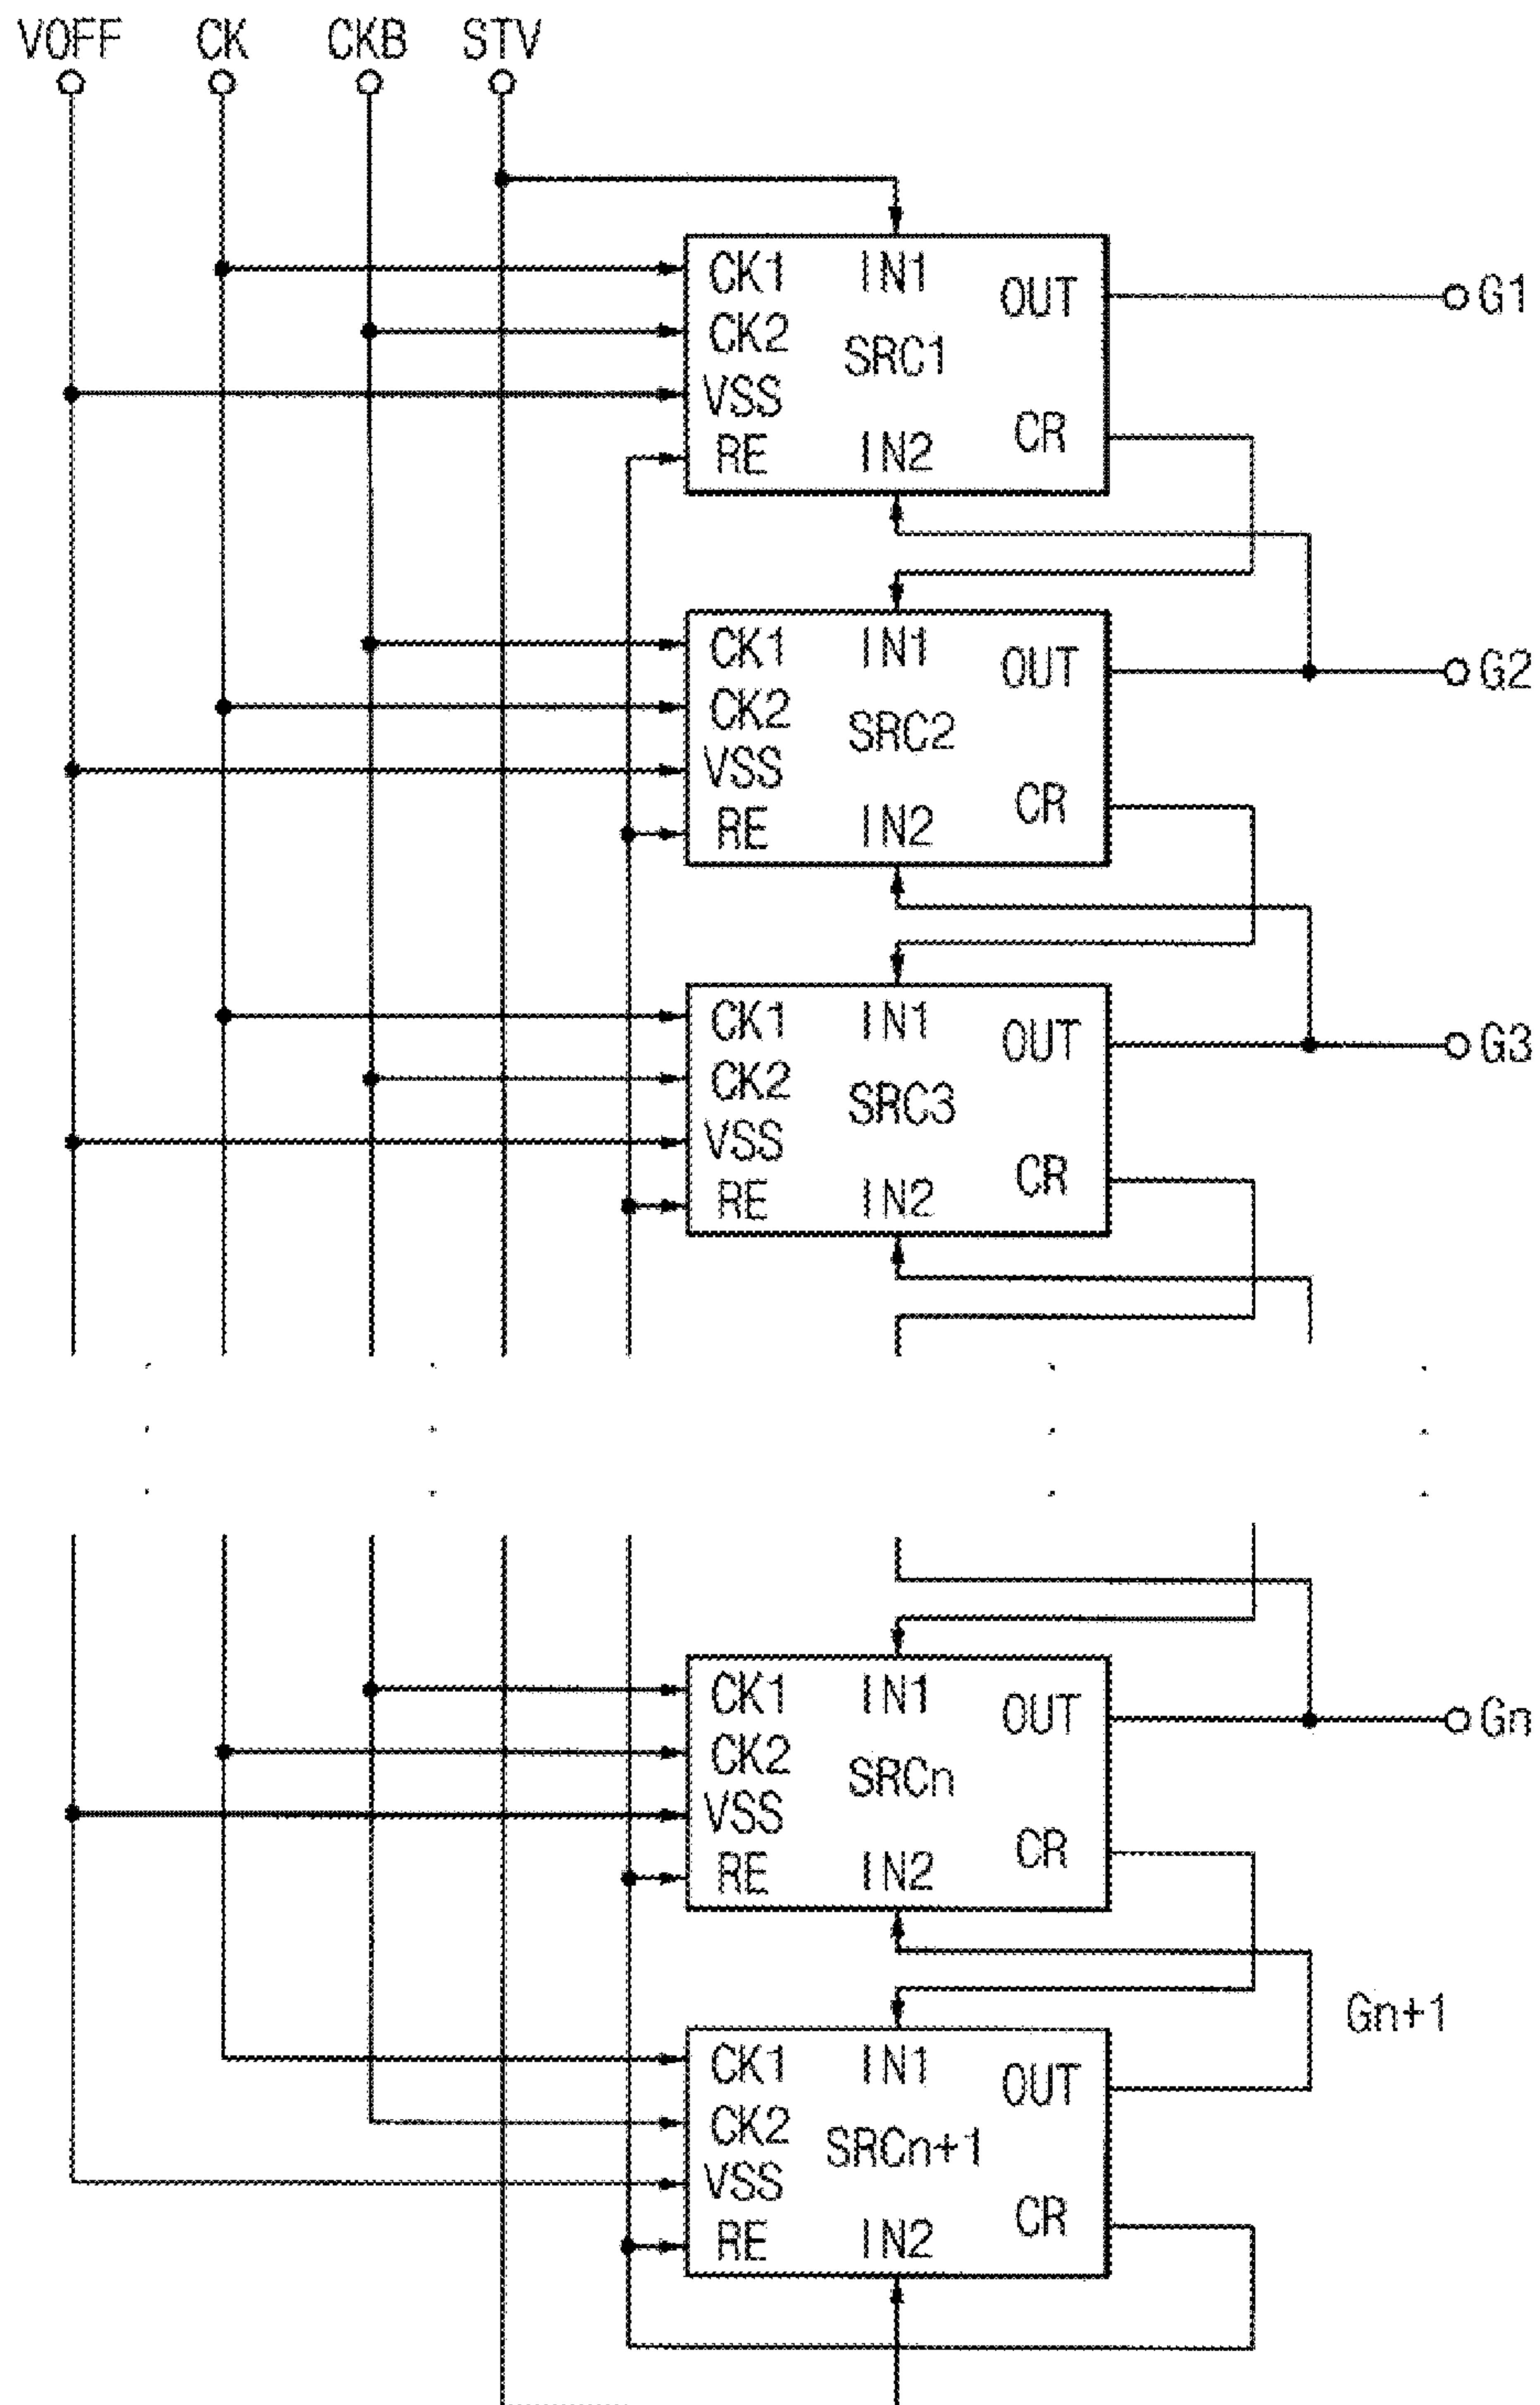 VOFF CK CKB STV
CK1 IN1 OUT G1
CK2 SRC1
VSS
RE IN2 CR
CK1 IN1 OUT G2
CK2 SRC2
VSS
RE IN2 CR
CK1 IN1 OUT G3
CK2 SRC3
VSS
RE IN2 CR
CK1 IN1 OUT Gn
CK2 SRCn
VSS
RE IN2 CR
Gn+1
CK1 IN1 OUT
CK2 SRCn+1
VSS
RE IN2 CR